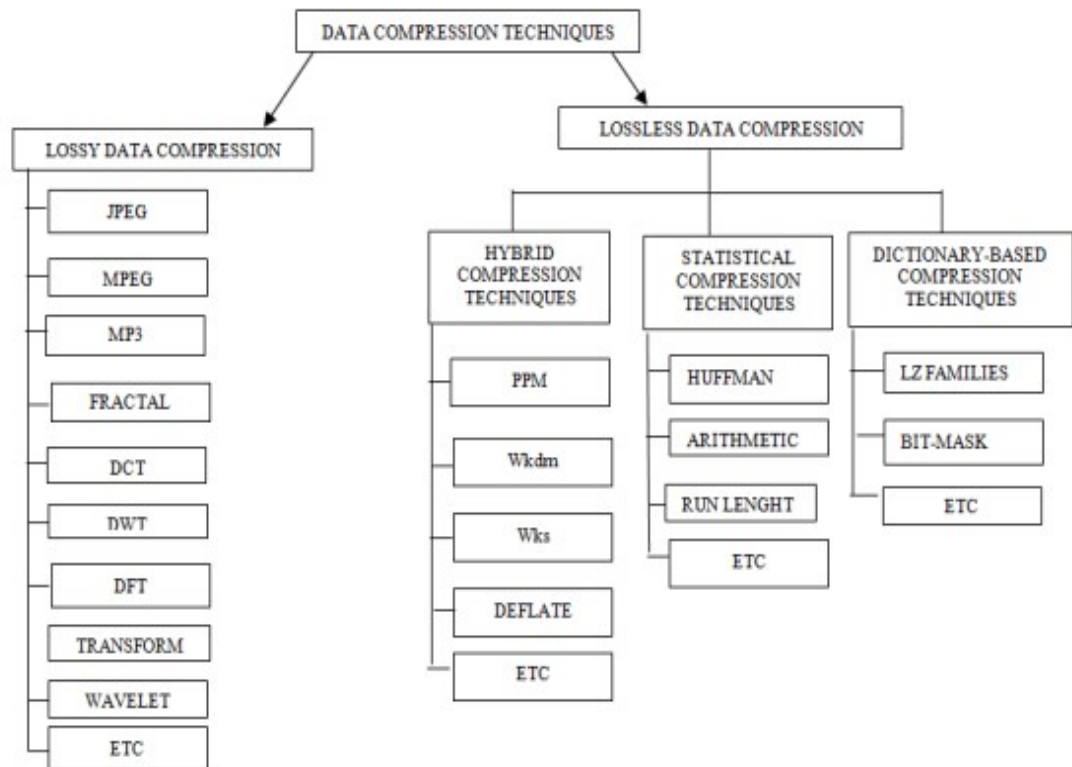 DATA COMPRESSION TECHNIQUES
LOSSY DATA COMPRESSION
JPEG
MPEG
MP3
FRACTAL
DCT
DWT
DFT
TRANSFORM
WAVELET
ETC
LOSSLESS DATA COMPRESSION
HYBRID
COMPRESSION
TECHNIQUES
PPM
Wkdm
Wks
DEFLATE
ETC
STATISTICAL
COMPRESSION
TECHNIQUES
HUFFMAN
ARITHMETIC
RUN LENGHT
ETC
DICTIONARY-BASED
COMPRESSION
TECHNIQUES
LZ FAMILIES
BIT-MASK
ETC